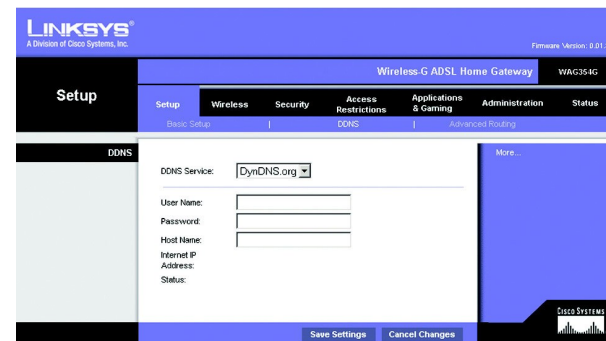 LINKSYS®
A Division of Cisco Systems, Inc.
Firmware Version: 0.01.
Wireless-G ADSL Home Gateway WAG354G
Setup
Setup Wireless Security Access Restrictions Applications & Gaming Administration Status
Basic Setup | DDNS | Advanced Routing
DDNS
More...
DDNS Service: DynDNS.org
User Name:
Password:
Host Name:
Internet IP
Address:
Status:
Save Settings Cancel Changes
CISCO SYSTEMS